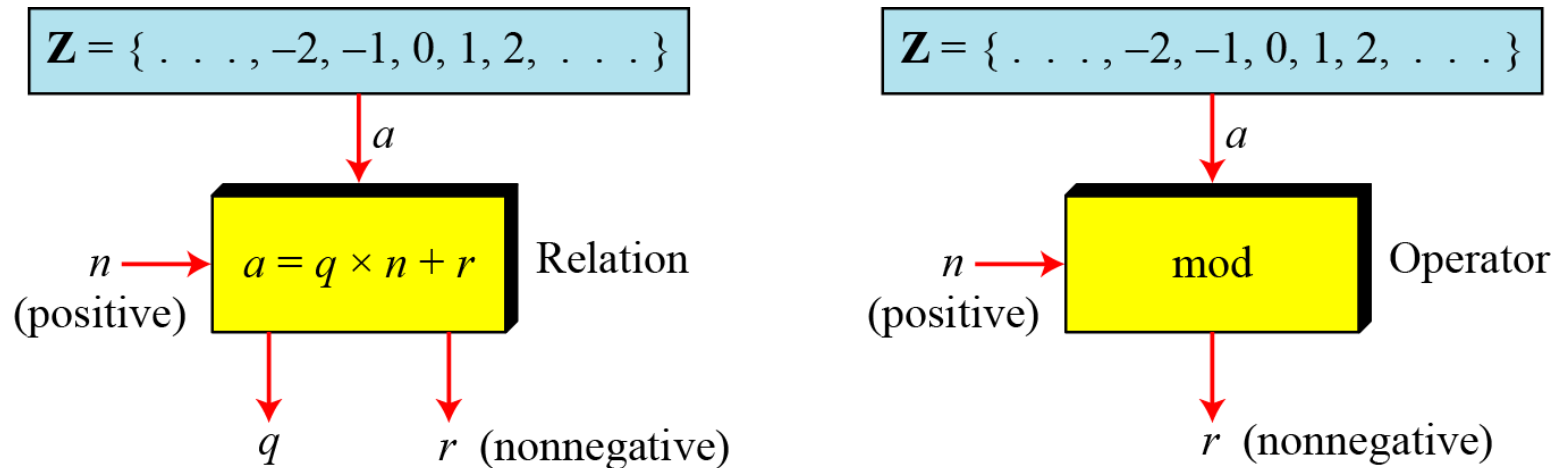 Z = { . . . , –2, –1, 0, 1, 2, . . . }
a
n
(positive)
a = q × n + r
Relation
q
r (nonnegative)
Z = { . . . , –2, –1, 0, 1, 2, . . . }
a
n
(positive)
mod
Operator
r (nonnegative)